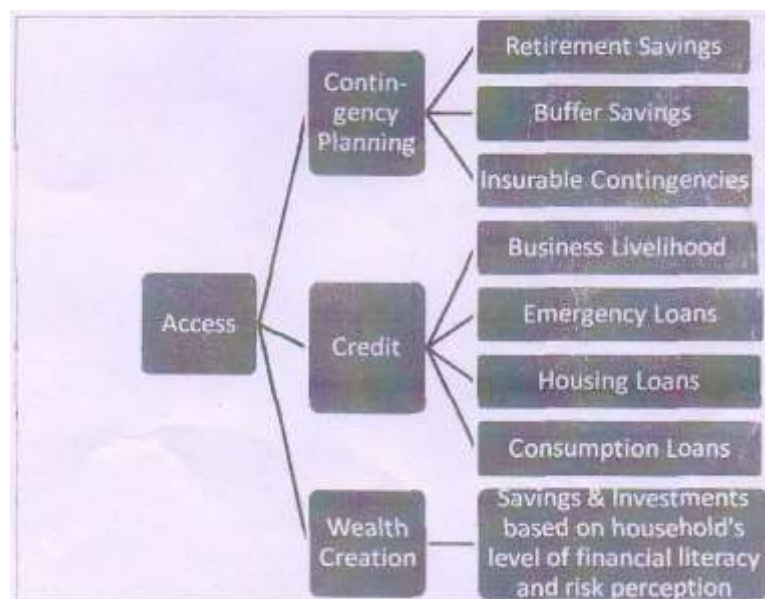 Contin-
gency
Planning
Retirement Savings
Buffer Savings
Insurable Contingencies
Access
Credit
Business Livelihood
Emergency Loans
Housing Loans
Consumption Loans
Wealth
Creation
Savings & Investments
based on household's
level of financial literacy
and risk perception